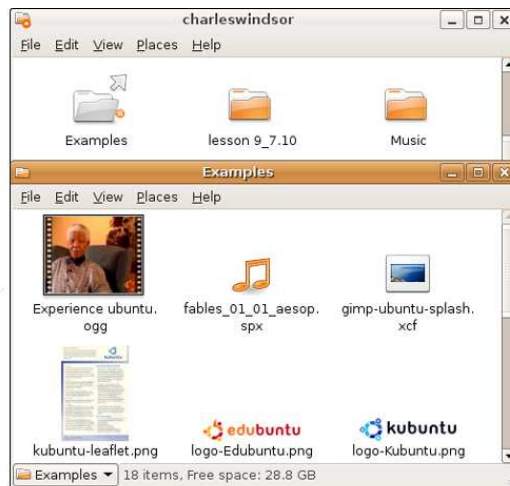 charleswindsor
File Edit View Places Help
Examples
lesson 9_7.10
Music
Examples
File Edit View Places Help
Experience ubuntu.
ogg
fables_01_01_aesop.
spx
gimp-ubuntu-splash.
xcf
kubuntu
edubuntu
kubuntu
kubuntu-leaflet.png
logo-Edubuntu.png
logo-Kubuntu.png
Examples
18 items, Free space: 28.8 GB